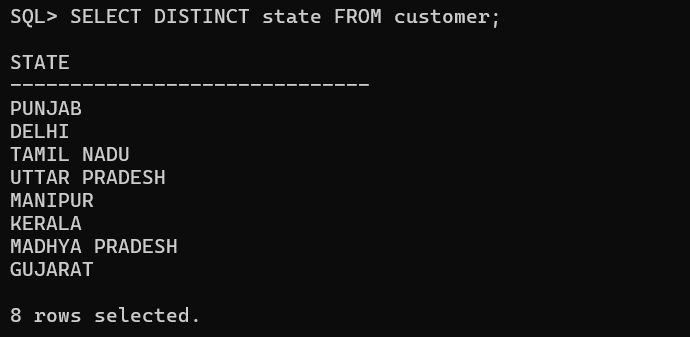 SQL> SELECT DISTINCT state FROM customer;
STATE
------------------------------
PUNJAB
DELHI
TAMIL NADU
UTTAR PRADESH
MANIPUR
KERALA
MADHYA PRADESH
GUJARAT
8 rows selected.